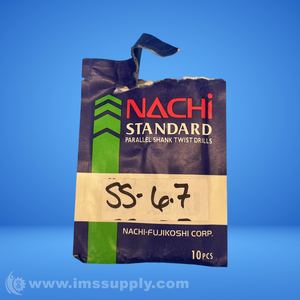 NACHi
STANDARD
PARALLEL SHANK TWIST DRILLS
SS-6.7
NACHI-FUJIKOSHI CORP.
10PCS
© www.imssupply.com